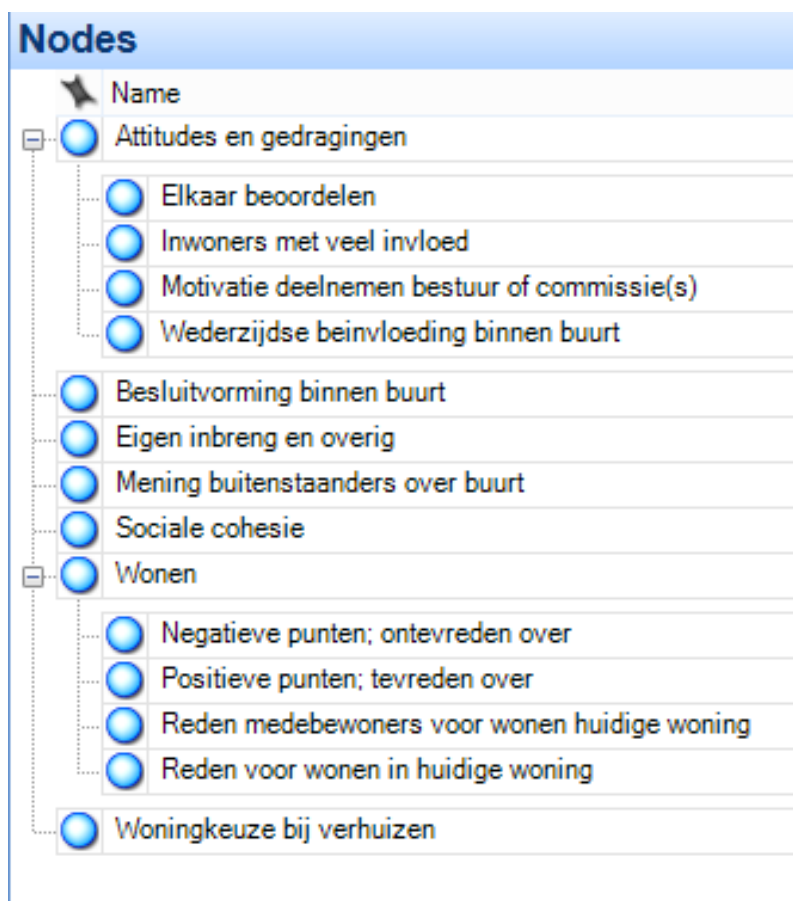 Nodes
Name
Attitudes en gedragingen
Elkaar beoordelen
Inwoners met veel invloed
Motivatie deelnemen bestuur of commissie(s)
Wederzijdse beinvloeding binnen buurt
Besluitvorming binnen buurt
Eigen inbreng en overig
Mening buitenstaanders over buurt
Sociale cohesie
Wonen
Negatieve punten; ontevreden over
Positieve punten; tevreden over
Reden medebewoners voor wonen huidige woning
Reden voor wonen in huidige woning
Woningkeuze bij verhuizen